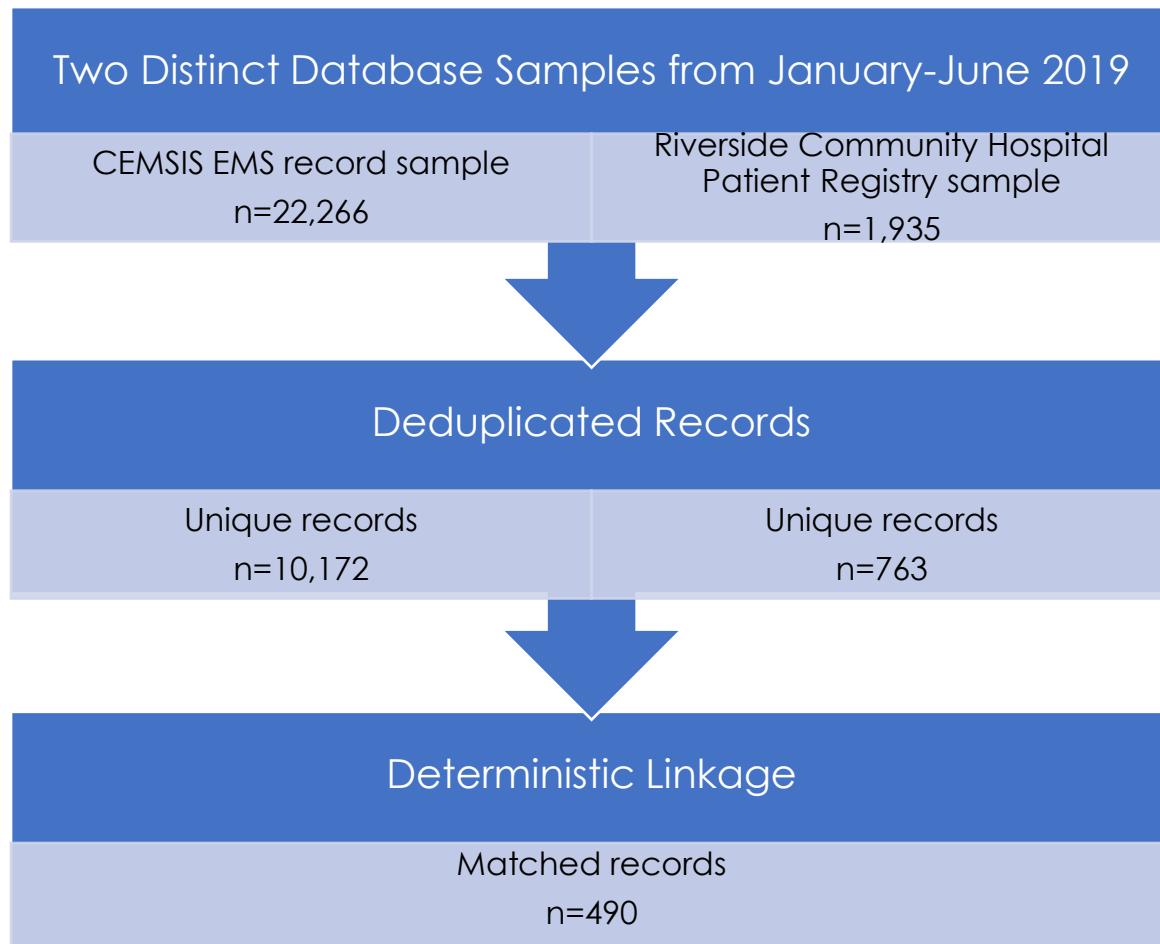 Two Distinct Database Samples from January-June 2019
CEMSIS EMS record sample
n=22,266
Riverside Community Hospital
Patient Registry sample
n=1,935
Deduplicated Records
Unique records
n=10,172
Unique records
n=763
Deterministic Linkage
Matched records
n=490